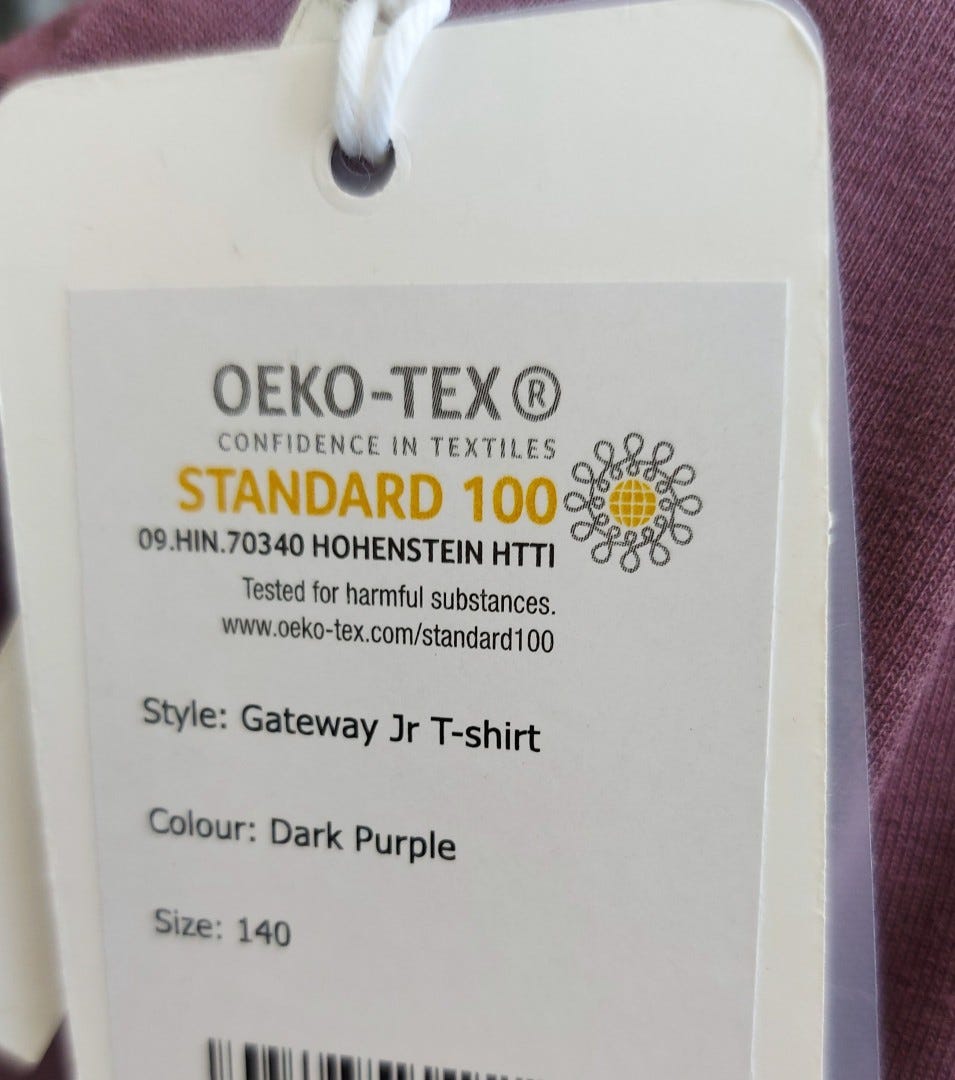 OEKO-TEX®
CONFIDENCE IN TEXTILES
STANDARD 100
09.HIN.70340 HOHENSTEIN HTTI
Tested for harmful substances.
www.oeko-tex.com/standard100
Style: Gateway Jr T-shirt
Colour: Dark Purple
Size: 140